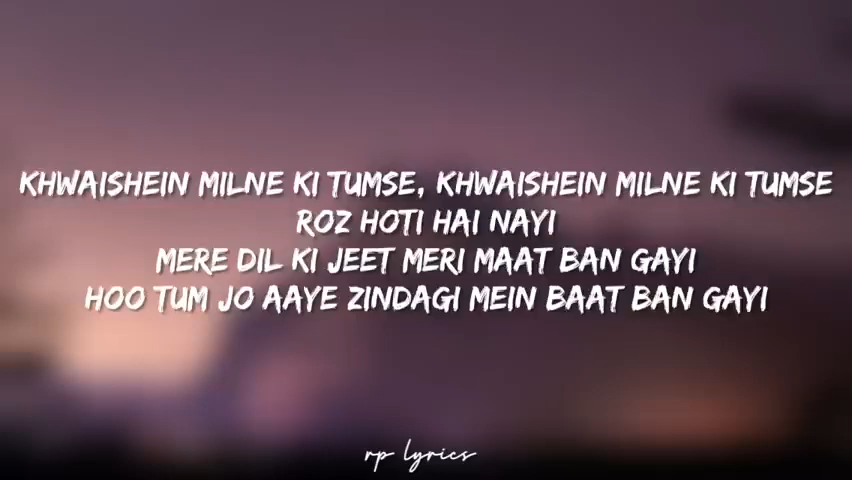 KHWAISHEIN MILNE KI TUMSE, KHWAISHEIN MILNE KI TUMSE
ROZ HOTI HAI NAYI
MERE DIL KI JEET MERI MAAT BAN GAYI
HOO TUM JO AAYE ZINDAGI MEIN BAAT BAN GAYI
rp lyrics